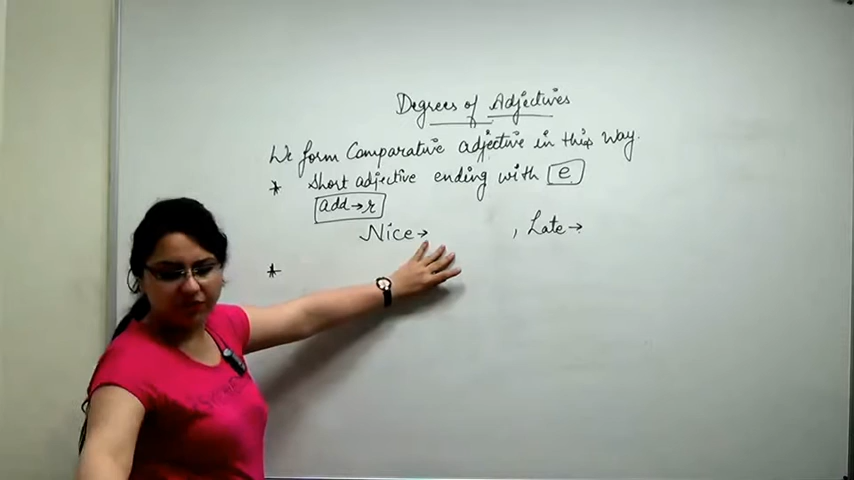 Degrees of Adjectives
We form Comparative adjective in this way.
* Short adjective ending with e
add→r
Nice→ , Late→
*